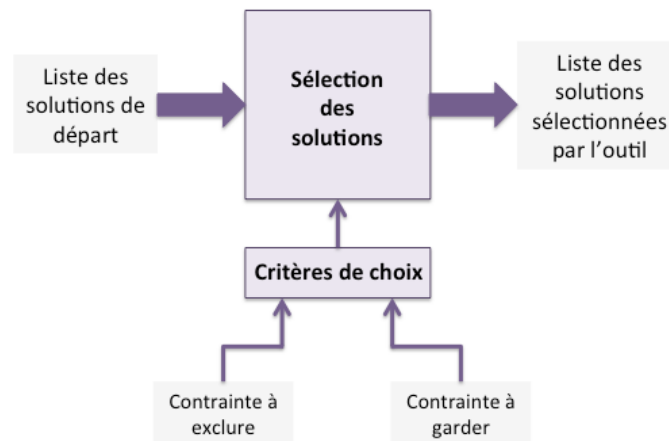 Liste des
solutions de
départ
Sélection
des
solutions
Liste des
solutions
sélectionnées
par l'outil
Critères de choix
Contrainte à
exclure
Contrainte à
garder